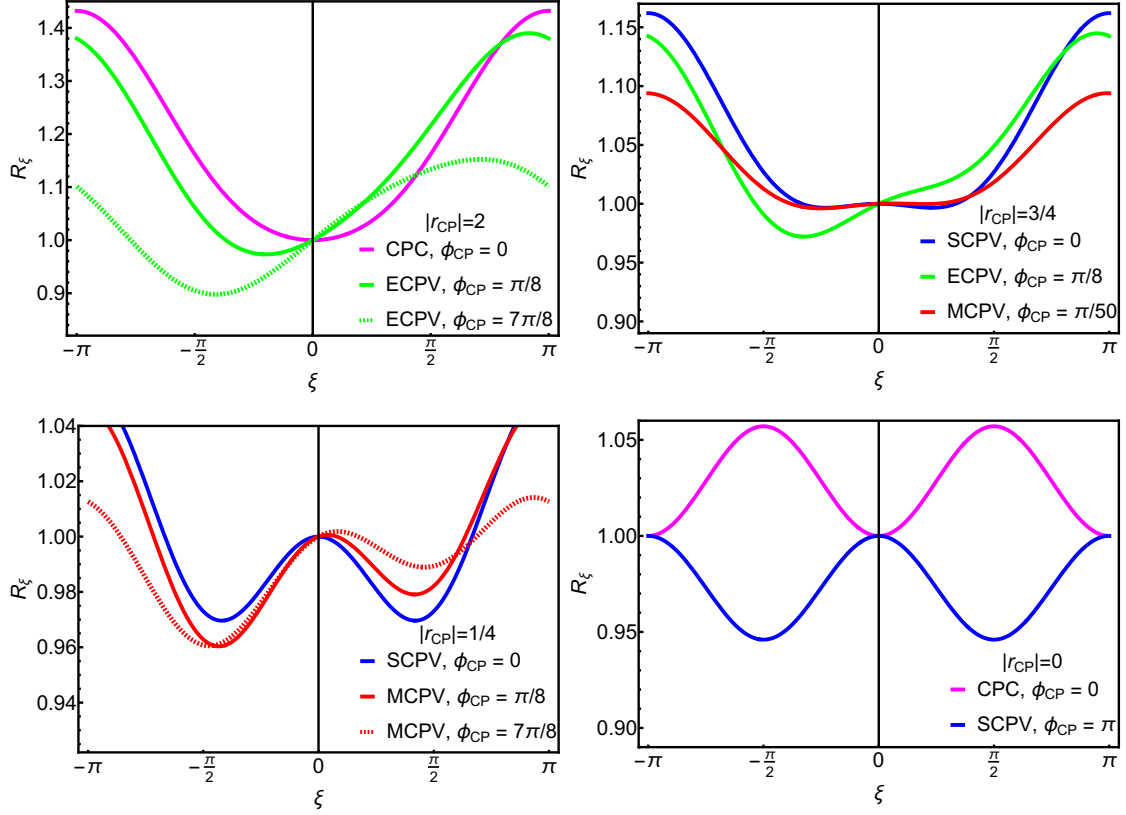 1.4
1.3
1.2
1.1
1.0
0.9
R_ξ
|r_CP|=2
CPC, ϕ_CP = 0
ECPV, ϕ_CP = π/8
ECPV, ϕ_CP = 7π/8
−π
−π/2
0
π/2
π
ξ
1.15
1.10
1.05
1.00
0.95
0.90
R_ξ
|r_CP|=3/4
SCPV, ϕ_CP = 0
ECPV, ϕ_CP = π/8
MCPV, ϕ_CP = π/50
−π
−π/2
0
π/2
π
ξ
1.04
1.02
1.00
0.98
0.96
0.94
R_ξ
|r_CP|=1/4
SCPV, ϕ_CP = 0
MCPV, ϕ_CP = π/8
MCPV, ϕ_CP = 7π/8
−π
−π/2
0
π/2
π
ξ
1.05
1.00
0.95
0.90
R_ξ
|r_CP|=0
CPC, ϕ_CP = 0
SCPV, ϕ_CP = π
−π
−π/2
0
π/2
π
ξ